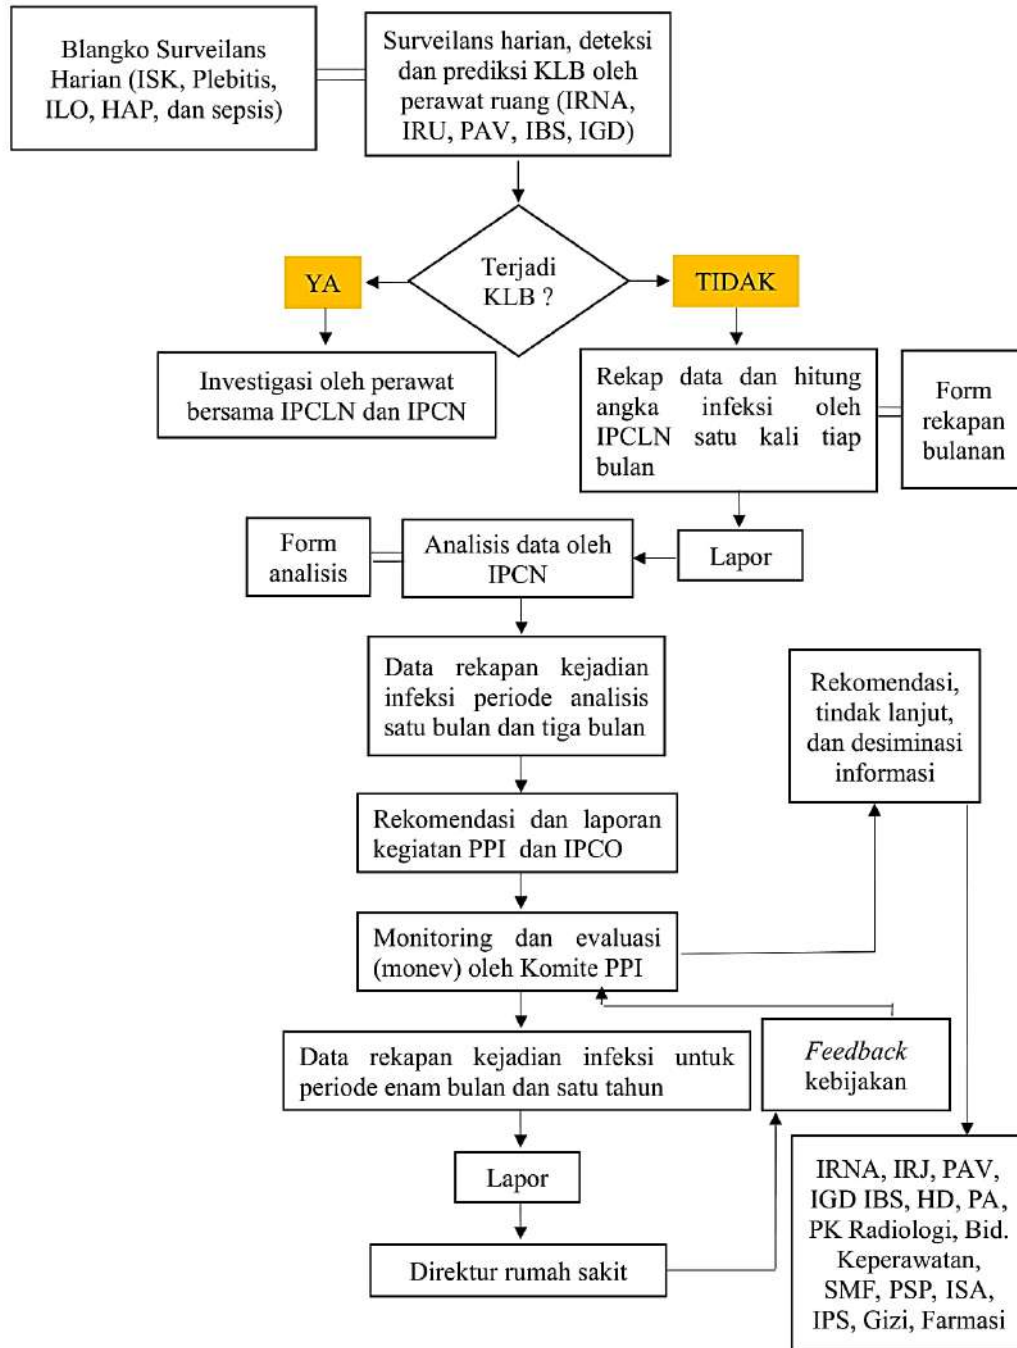 Blangko Surveilans
Harian (ISK, Plebitis,
ILO, HAP, dan sepsis)
Surveilans harian, deteksi
dan prediksi KLB oleh
perawat ruang (IRNA,
IRU, PAV, IBS, IGD)
Terjadi
KLB ?
YA
TIDAK
Investigasi oleh perawat
bersama IPCLN dan IPCN
Rekap data dan hitung
angka infeksi oleh
IPCLN satu kali tiap
bulan
Form
rekapan
bulanan
Lapor
Analisis data oleh
IPCN
Form
analisis
Data rekapan kejadian
infeksi periode analisis
satu bulan dan tiga bulan
Rekomendasi dan laporan
kegiatan PPI dan IPCO
Monitoring dan evaluasi
(monev) oleh Komite PPI
Rekomendasi,
tindak lanjut,
dan desiminasi
informasi
Data rekapan kejadian infeksi untuk
periode enam bulan dan satu tahun
Feedback
kebijakan
Lapor
Direktur rumah sakit
IRNA, IRJ, PAV,
IGD IBS, HD, PA,
PK Radiologi, Bid.
Keperawatan,
SMF, PSP, ISA,
IPS, Gizi, Farmasi